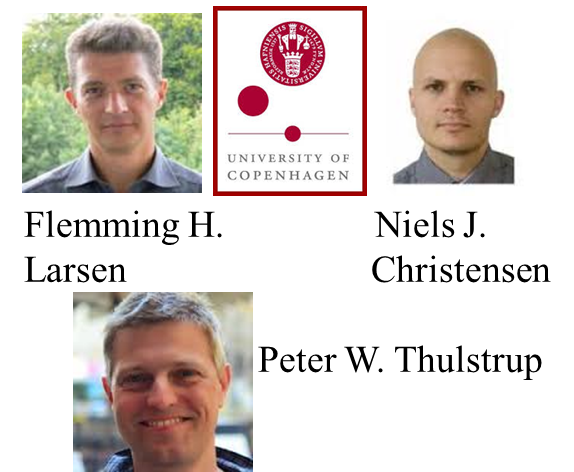 UNIVERSITY OF
COPENHAGEN
Flemming H.
Larsen
Niels J.
Christensen
Peter W. Thulstrup